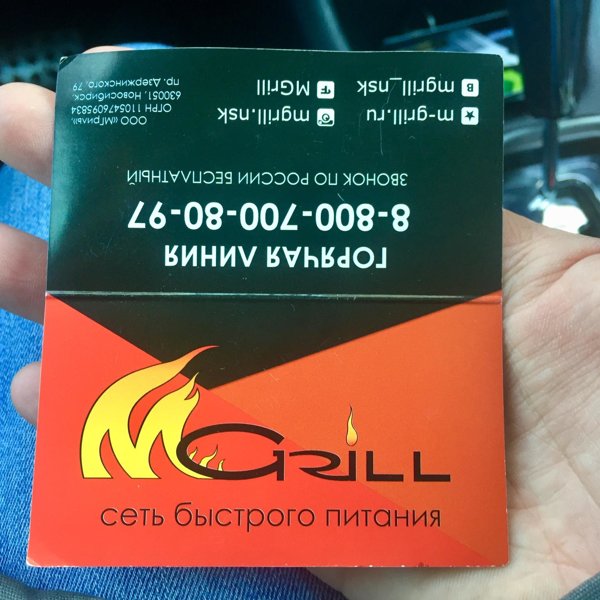 ГОРЯЧАЯ ЛИНИЯ
8-800-700-80-97
ЗВОНОК ПО РОССИИ БЕСПЛАТНЫЙ
m-grill.ru
mgrill.nsk
mgrill_nsk
MGrill
ООО «МГриль»,
ОГРН 1105476095834
630051, Новосибирск,
пр. Дзержинского, 79
MGRILL
сеть быстрого питания